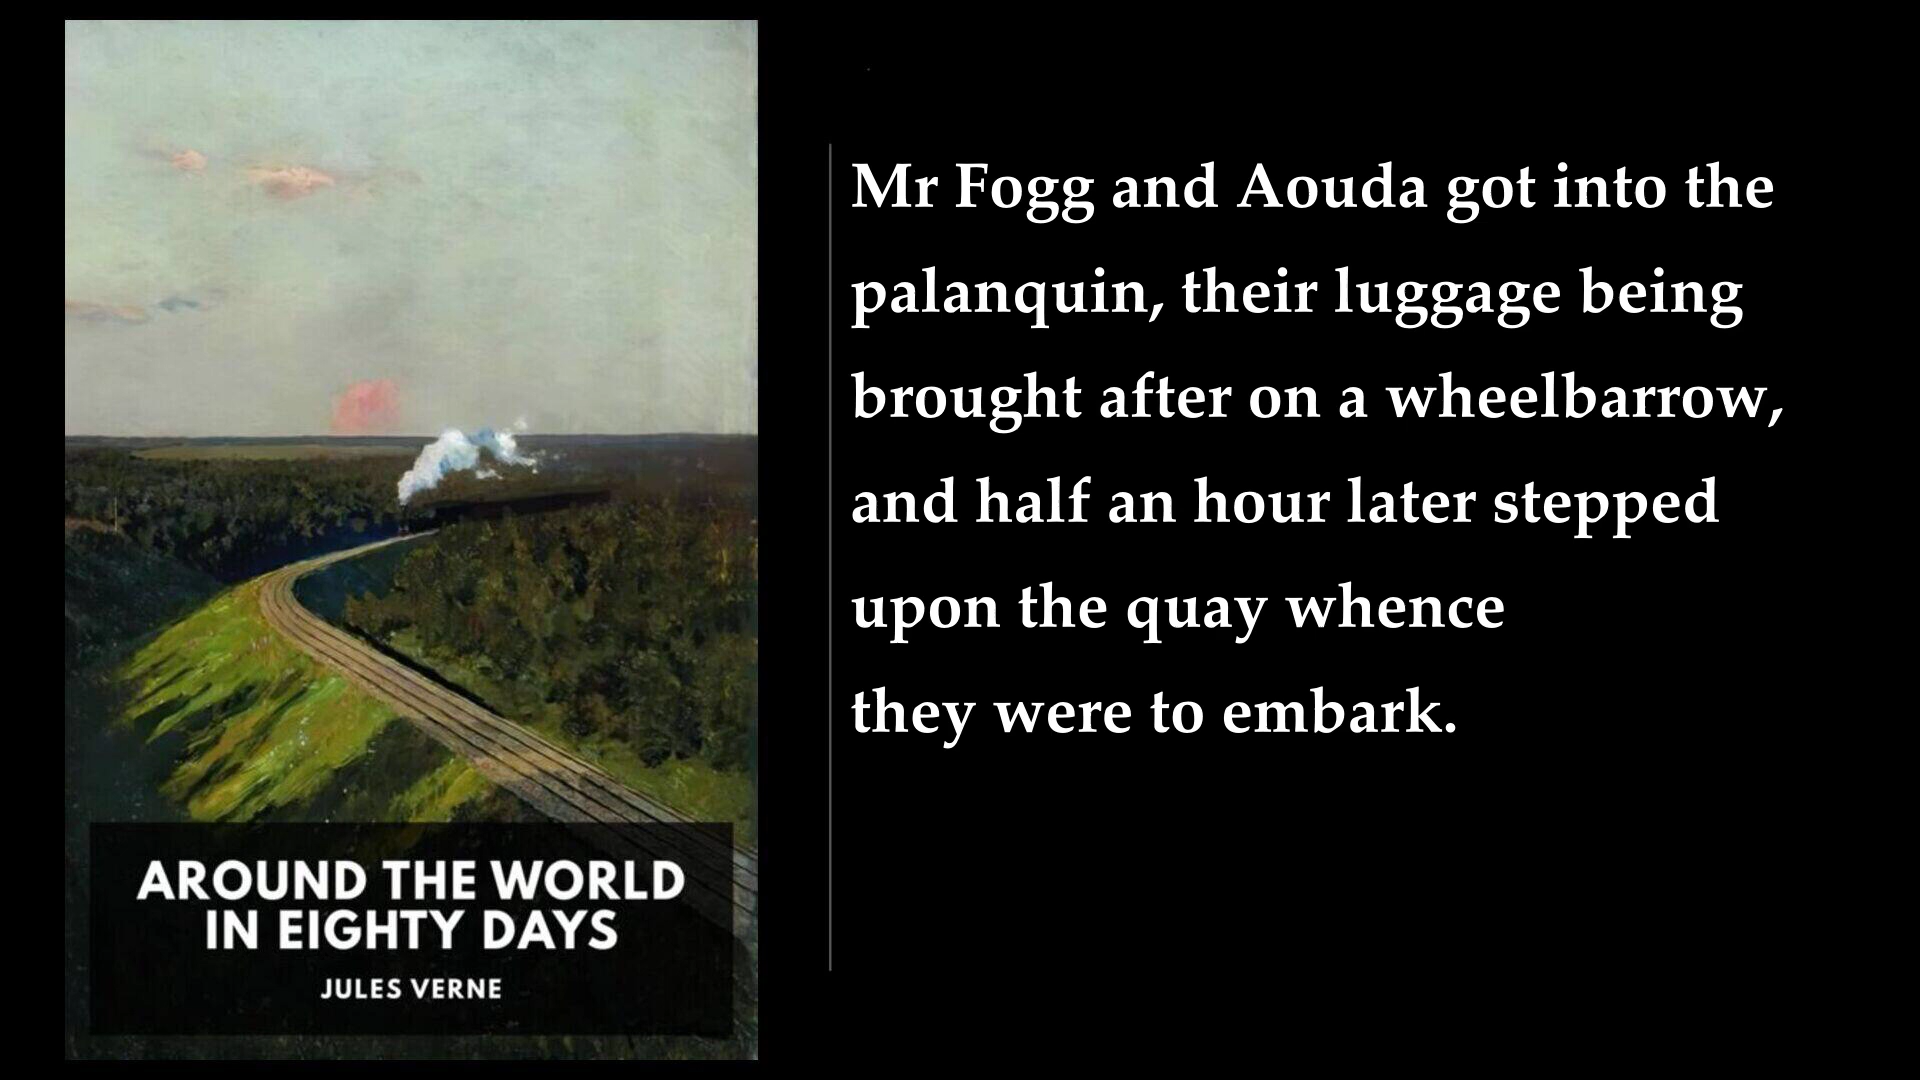 Mr Fogg and Aouda got into the
palanquin, their luggage being
brought after on a wheelbarrow,
and half an hour later stepped
upon the quay whence
they were to embark.
AROUND THE WORLD
IN EIGHTY DAYS
JULES VERNE